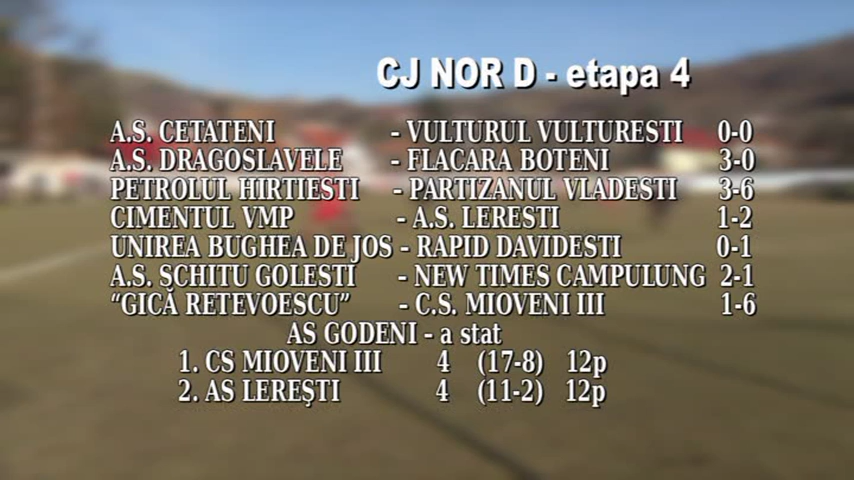 CJ NOR D - etapa 4
A.S. CETATENI - VULTURUL VULTURESTI 0-0
A.S. DRAGOSLAVELE - FLACARA BOTENI 3-0
PETROLUL HIRTIESTI - PARTIZANUL VLADESTI 3-6
CIMENTUL VMP - A.S. LERESTI 1-2
UNIREA BUGHEA DE JOS - RAPID DAVIDESTI 0-1
A.S. SCHITU GOLESTI - NEW TIMES CAMPULUNG 2-1
"GICĂ RETEVOESCU" - C.S. MIOVENI III 1-6
AS GODENI - a stat
1. CS MIOVENI III 4 (17-8) 12p
2. AS LEREŞTI 4 (11-2) 12p